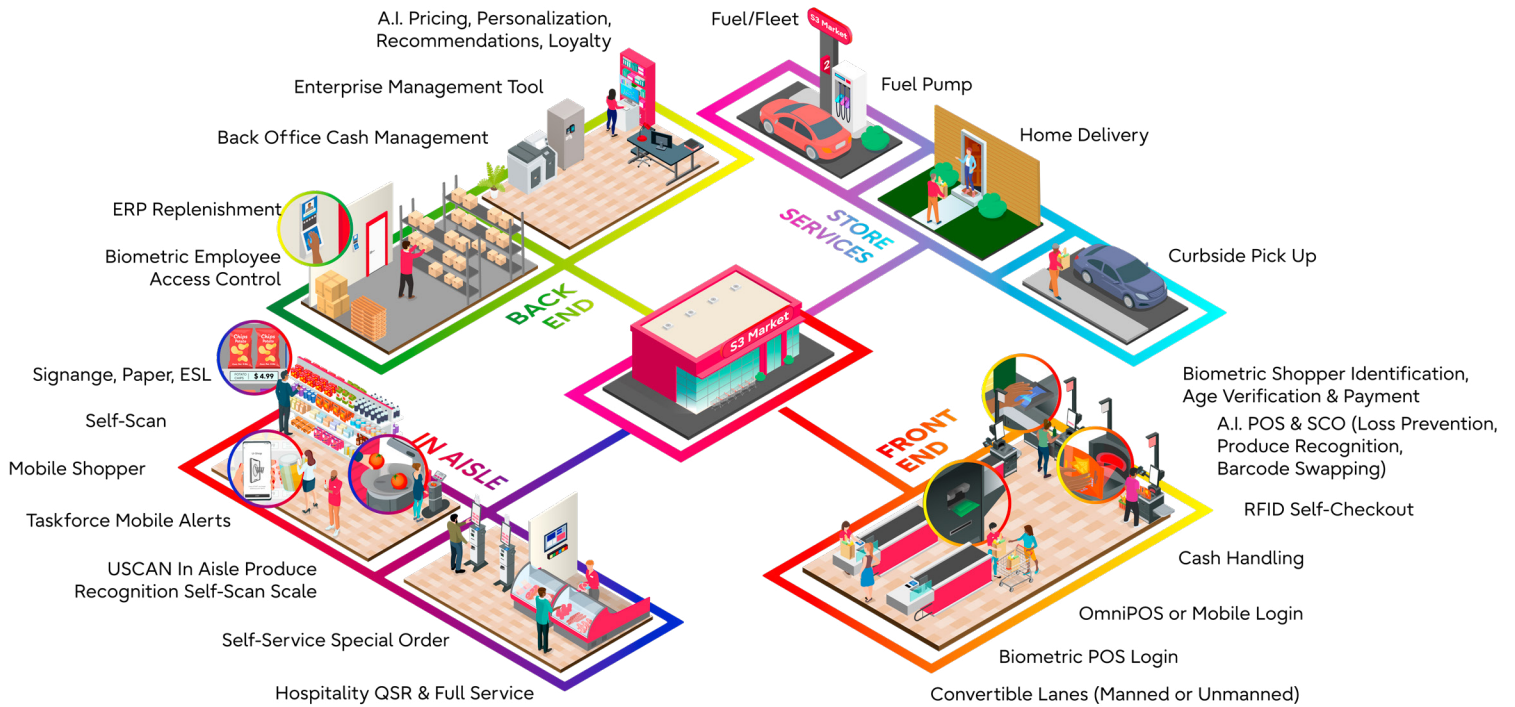 A.I. Pricing, Personalization,
Recommendations, Loyalty
Enterprise Management Tool
Back Office Cash Management
ERP Replenishment
Biometric Employee
Access Control
BACK
END
Fuel/Fleet
S3 Market
Fuel Pump
Home Delivery
STORE
SERVICES
Curbside Pick Up
S3 Market
Signange, Paper, ESL
Chips
Chips
$4.99
Self-Scan
Mobile Shopper
Taskforce Mobile Alerts
USCAN In Aisle Produce
Recognition Self-Scan Scale
Self-Service Special Order
Hospitality QSR & Full Service
IN AISLE
FRONT
END
Biometric Shopper Identification,
Age Verification & Payment
A.I. POS & SCO (Loss Prevention,
Produce Recognition,
Barcode Swapping)
RFID Self-Checkout
Cash Handling
OmniPOS or Mobile Login
Biometric POS Login
Convertible Lanes (Manned or Unmanned)